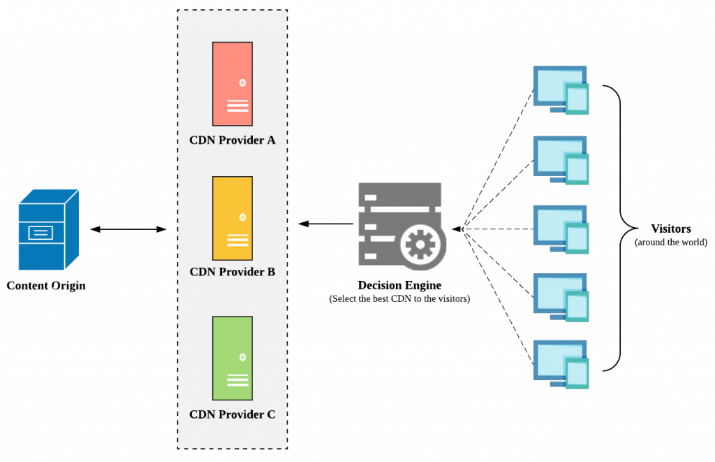 CDN Provider A
CDN Provider B
CDN Provider C
Content Origin
Decision Engine
(Select the best CDN to the visitors)
Visitors
(around the world)